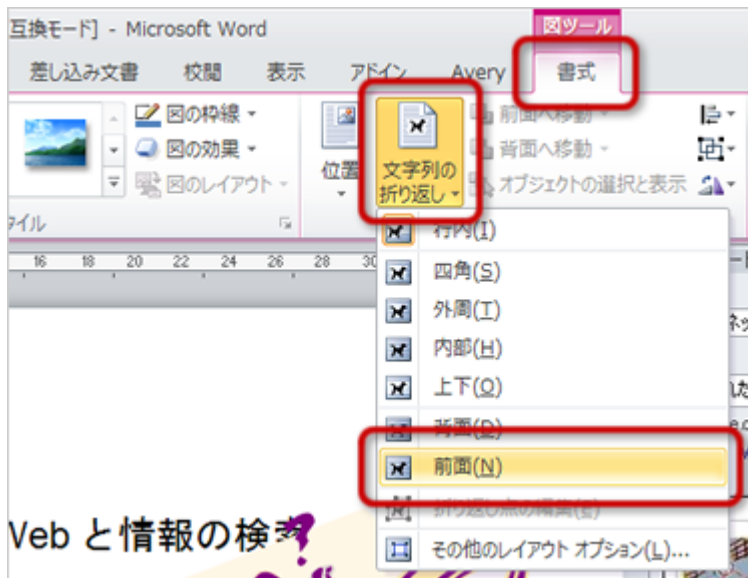 互換モード] - Microsoft Word
図ツール
差し込み文書 校閲 表示 アドイン Avery 書式
図の枠線
図の効果
図のレイアウト
位置
文字列の
折り返し
前面へ移動
背面へ移動
オブジェクトの選択と表示
イル
16 18 20 22 24 26 28 30
行内(I)
四角(S)
外周(T)
内部(H)
上下(O)
背面(D)
前面(N)
折り返し点の編集(E)
その他のレイアウト オプション(L)...
Web と情報の検索
?